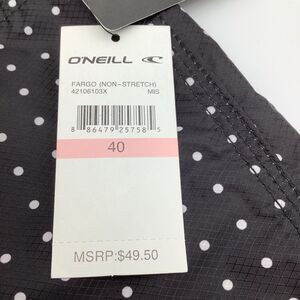 O'NEILL
FARGO (NON-STRETCH)
42106103X MIS
8 86479 25758 5
40
MSRP:$49.50